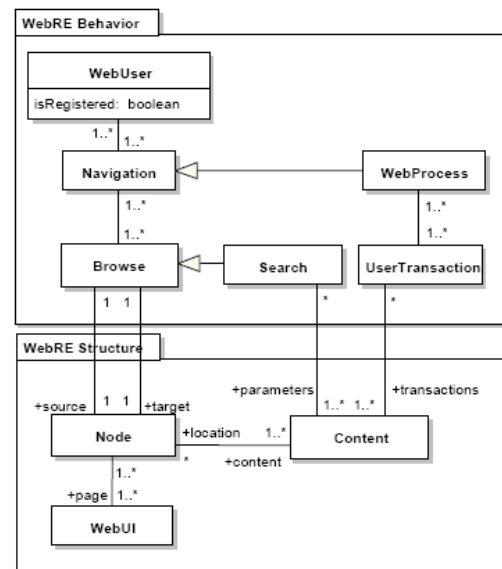 WebRE Behavior
WebUser
isRegistered: boolean
1..*
1..*
Navigation
WebProcess
1..*
1..*
1..*
1..*
Browse
Search
UserTransaction
1 1
*
*
WebRE Structure
+parameters
+transactions
+source
1 1
+target
1..* 1..*
Node
+location
1..*
Content
*
+content
1..*
+page
1..*
WebUI